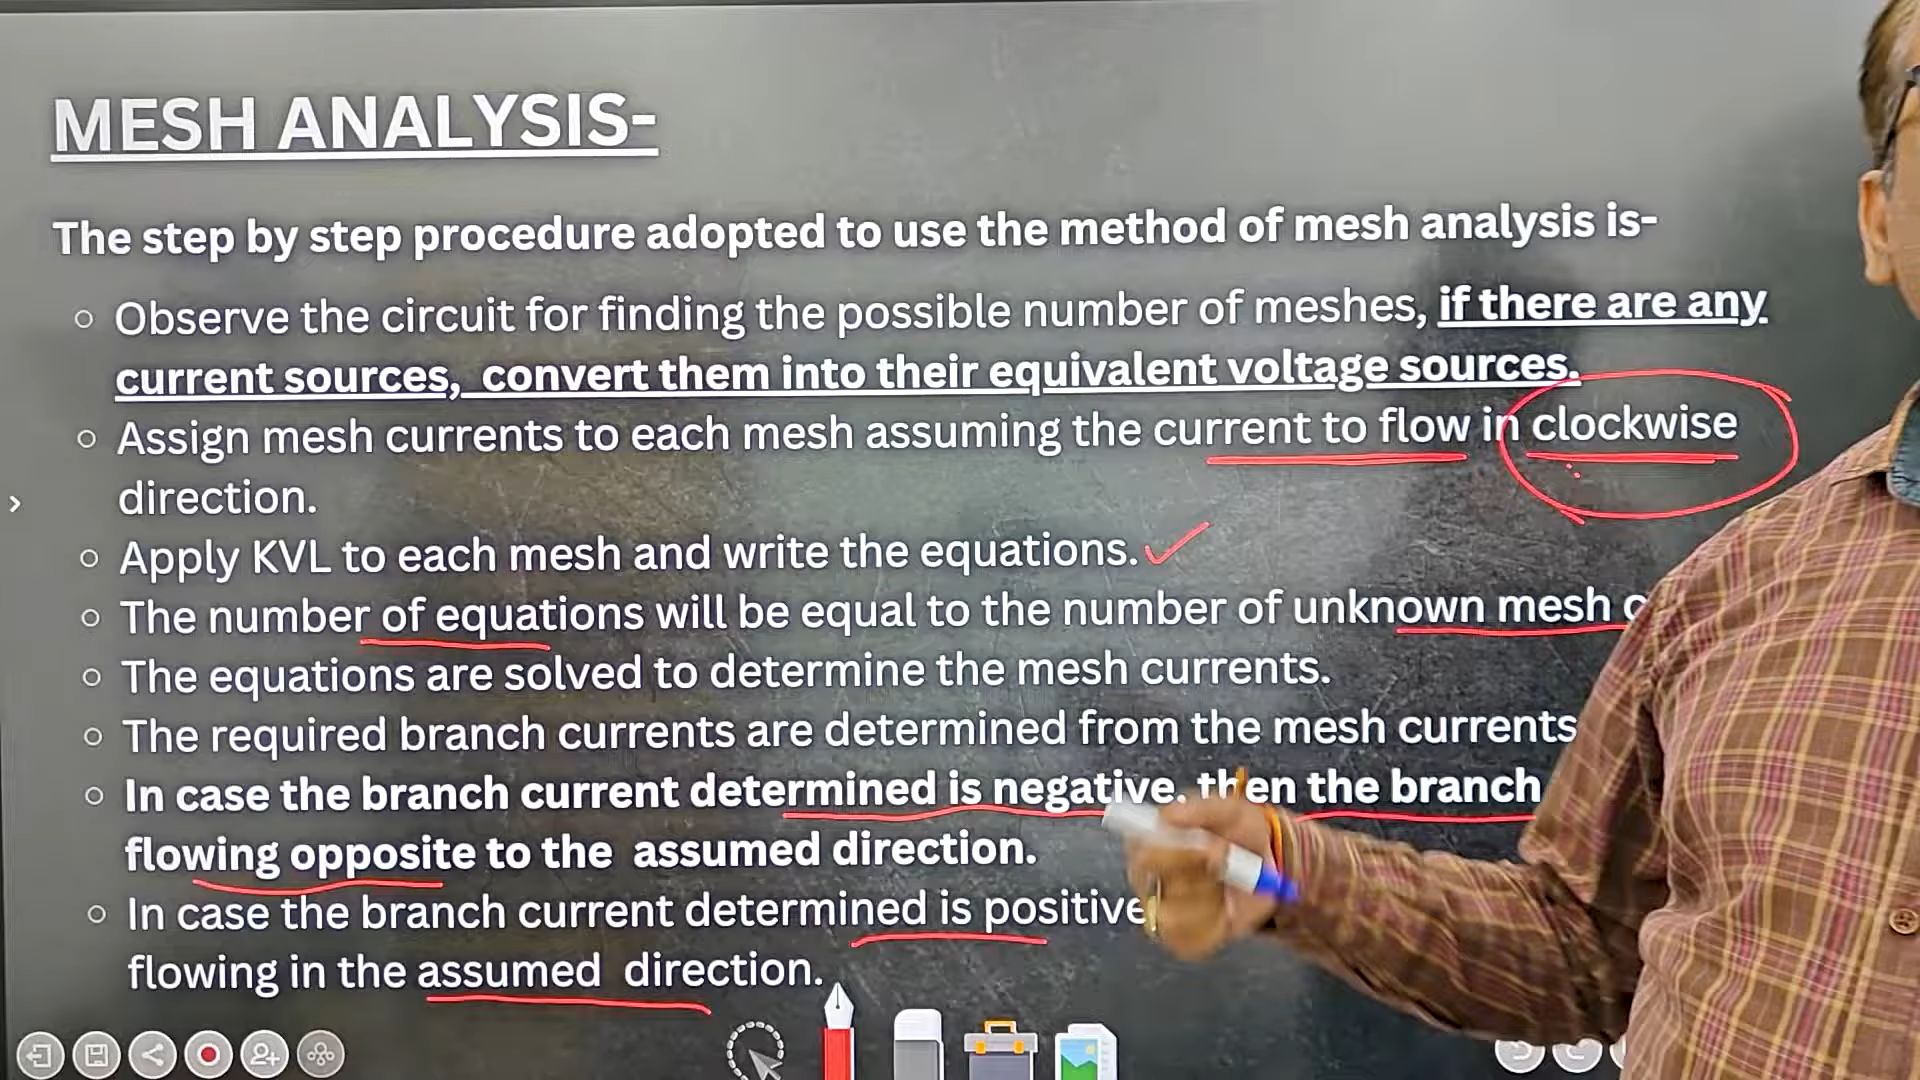 MESH ANALYSIS-
The step by step procedure adopted to use the method of mesh analysis is-
Observe the circuit for finding the possible number of meshes, if there are any
current sources, convert them into their equivalent voltage sources.
Assign mesh currents to each mesh assuming the current to flow in clockwise
direction.
Apply KVL to each mesh and write the equations.
The number of equations will be equal to the number of unknown mesh
The equations are solved to determine the mesh currents.
The required branch currents are determined from the mesh currents
In case the branch current determined is negative, then the branch
flowing opposite to the assumed direction.
In case the branch current determined is positive
flowing in the assumed direction.